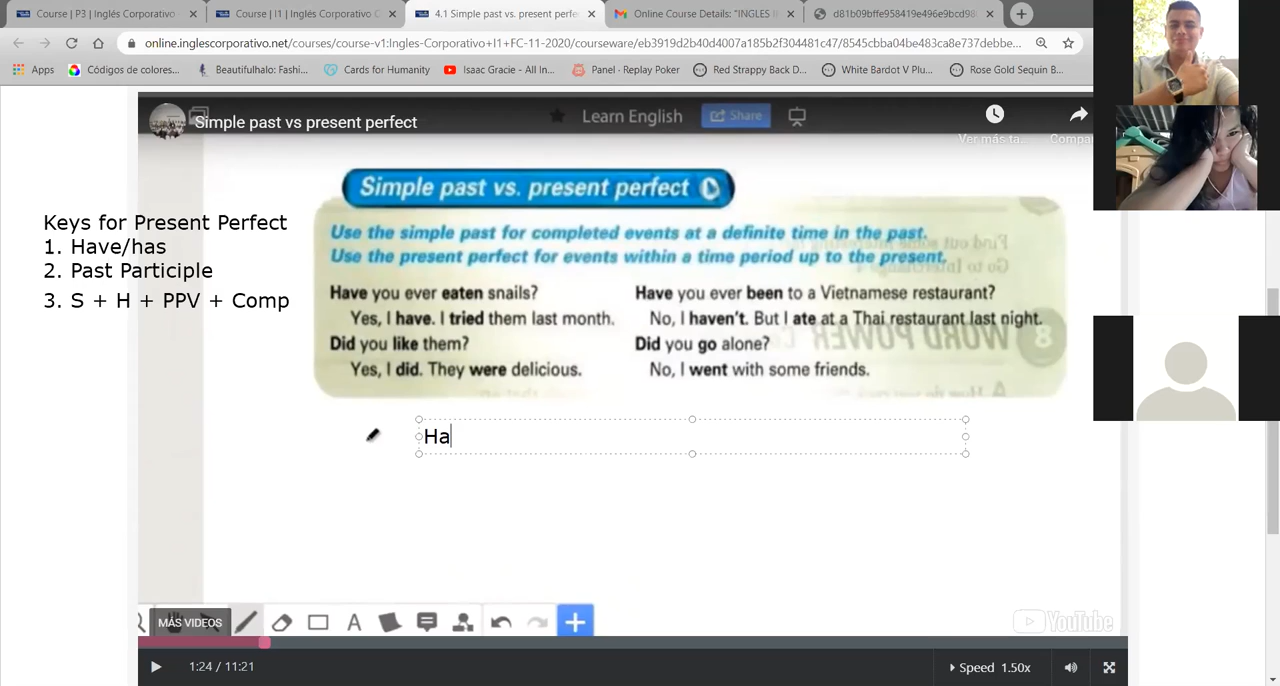 Course | P3 | Inglés Corporativo
Course | I1 | Inglés Corporativo C
4.1 Simple past vs. present perfe
Online Course Details: "INGLES I
d81b09bffe958419e496e9bcd98
online.inglescorporativo.net/courses/course-v1:Ingles-Corporativo+I1+FC-11-2020/courseware/eb3919d2b40d4007a185b2f304481c47/8545cbba04be483ca8e737debbe...
Apps
Códigos de colores...
Beautifulhalo: Fashi...
Cards for Humanity
Isaac Gracie - All In...
Panel · Replay Poker
Red Strappy Back D...
White Bardot V Plu...
Rose Gold Sequin B...
Simple past vs present perfect
Learn English
Share
Ver más ta...
Compa
Keys for Present Perfect
1. Have/has
2. Past Participle
3. S + H + PPV + Comp
Simple past vs. present perfect
Use the simple past for completed events at a definite time in the past.
Use the present perfect for events within a time period up to the present.
Have you ever eaten snails?
Yes, I have. I tried them last month.
Did you like them?
Yes, I did. They were delicious.
Have you ever been to a Vietnamese restaurant?
No, I haven't. But I ate at a Thai restaurant last night.
Did you go alone?
No, I went with some friends.
8 WORD POWER
Ha
MÁS VIDEOS
YouTube
1:24 / 11:21
Speed 1.50x